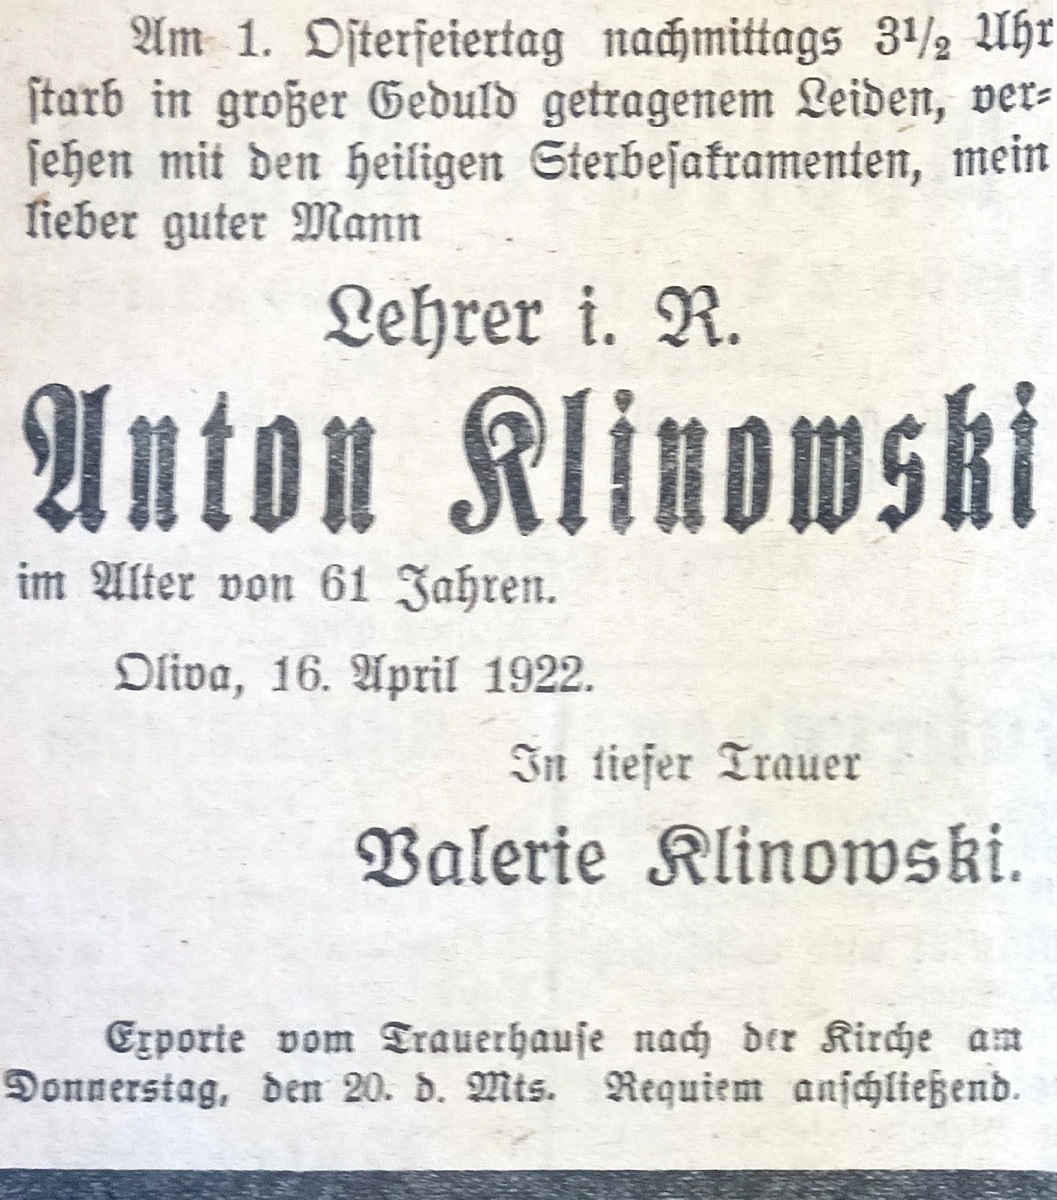 Am 1. Osterfeiertag nachmittags 3½ Uhr
starb in großer Geduld getragenem Leiden, ver-
sehen mit den heiligen Sterbesakramenten, mein
lieber guter Mann
Lehrer i. R.
Anton Klinowski
im Alter von 61 Jahren.
Oliva, 16. April 1922.
In tiefer Trauer
Valerie Klinowski.
Exporte vom Trauerhause nach der Kirche am
Donnerstag, den 20. d. Mts. Requiem anschließend.